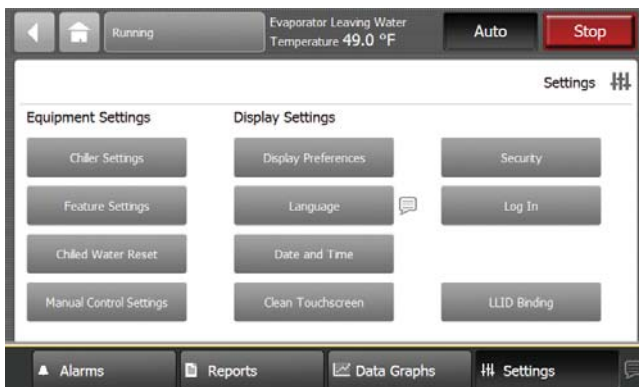 Running
Evaporator Leaving Water
Temperature 49.0 °F
Auto
Stop
Settings
Equipment Settings
Display Settings
Chiller Settings
Display Preferences
Security
Feature Settings
Language
Log In
Chilled Water Reset
Date and Time
Manual Control Settings
Clean Touchscreen
LLID Binding
Alarms
Reports
Data Graphs
Settings